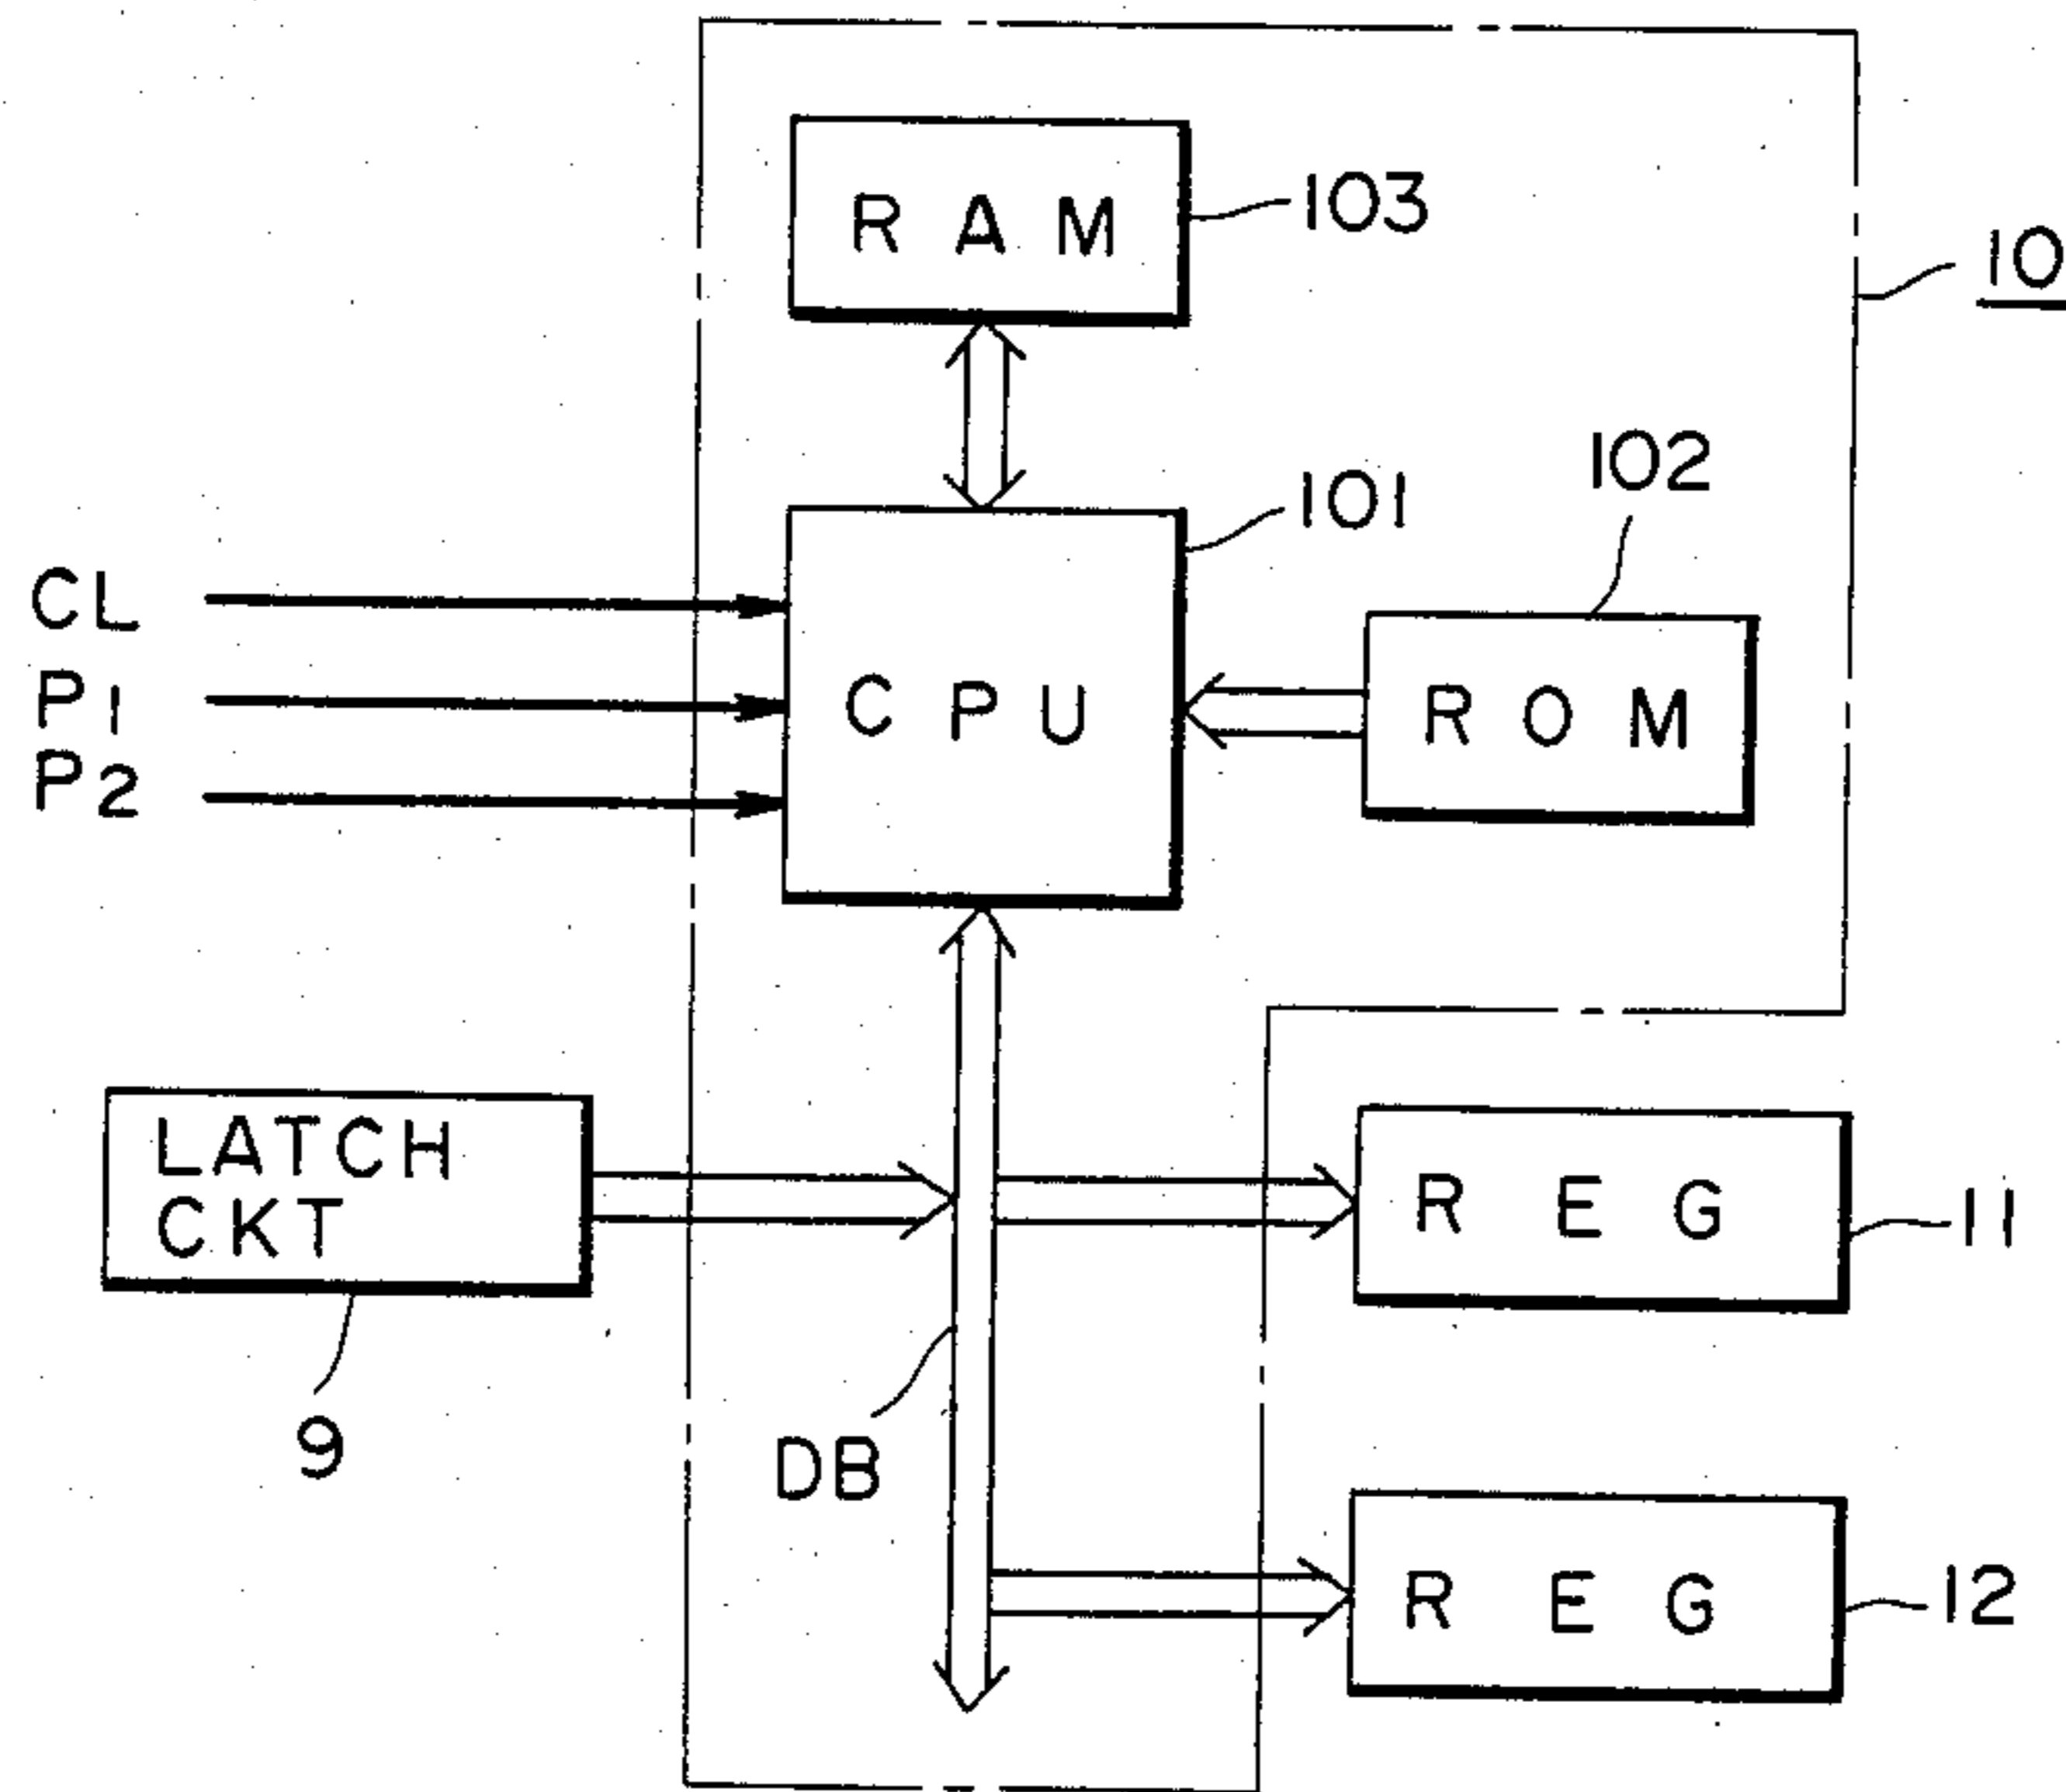 RAM
103
10
101
102
CL
P1
P2
CPU
ROM
LATCH
CKT
REG
11
9
DB
REG
12